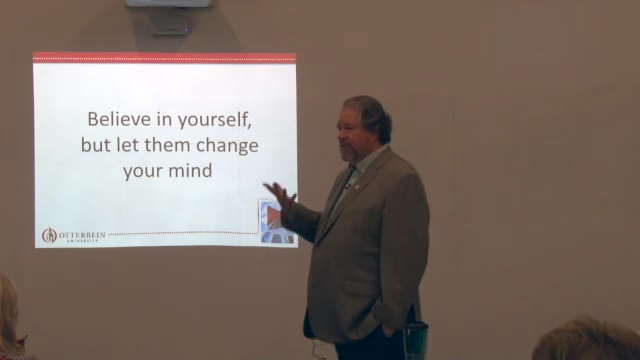 Believe in yourself,
but let them change
your mind
OTTERBEIN
UNIVERSITY